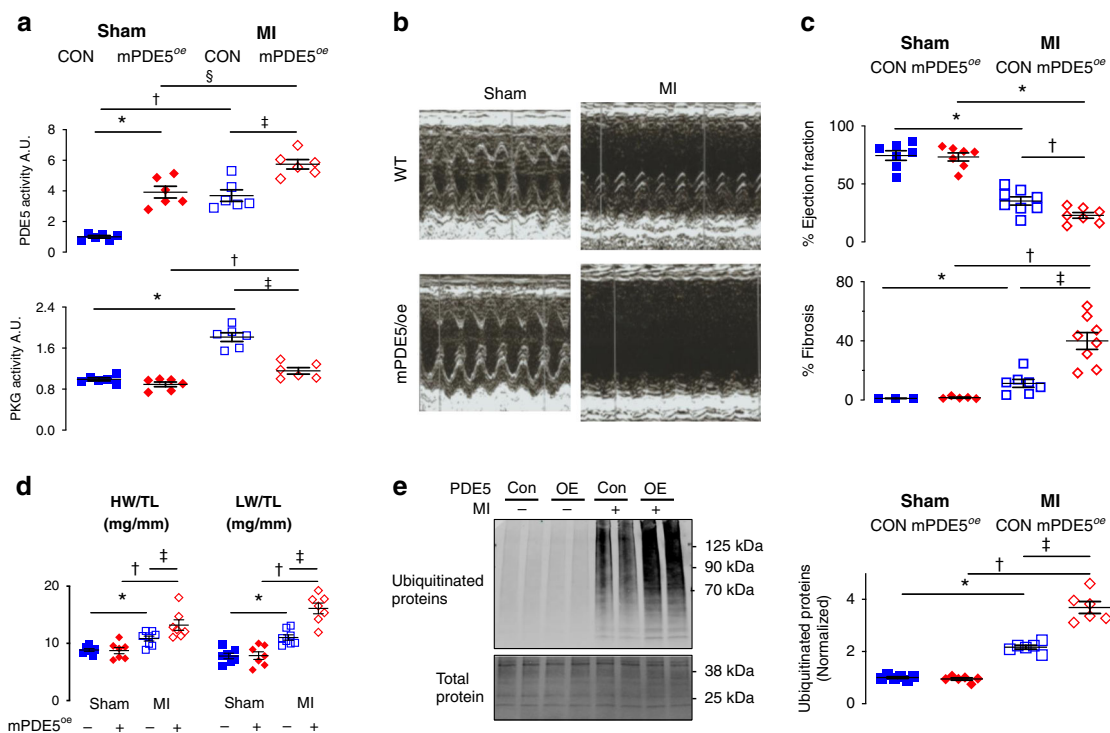 a
Sham
MI
CON
mPDE5oe
CON
mPDE5oe
§
†
*
‡
PDE5 activity A.U.
8
6
4
2
0
†
*
‡
PKG activity A.U.
2.4
1.6
0.8
0.0
b
Sham
MI
WT
mPDE5/oe
c
Sham
MI
CON mPDE5oe
CON mPDE5oe
*
*
†
% Ejection fraction
100
50
0
†
*
‡
% Fibrosis
80
40
0
d
HW/TL
(mg/mm)
LW/TL
(mg/mm)
‡
†
*
‡
†
*
20
10
0
Sham
MI
Sham
MI
mPDE5oe
– + – + – + – +
e
PDE5
Con
OE
Con
OE
MI
– – + +
Ubiquitinated
proteins
125 kDa
90 kDa
70 kDa
Total
protein
38 kDa
25 kDa
Sham
MI
CON mPDE5oe
CON mPDE5oe
‡
†
*
Ubiquitinated proteins
(Normalized)
4
2
0